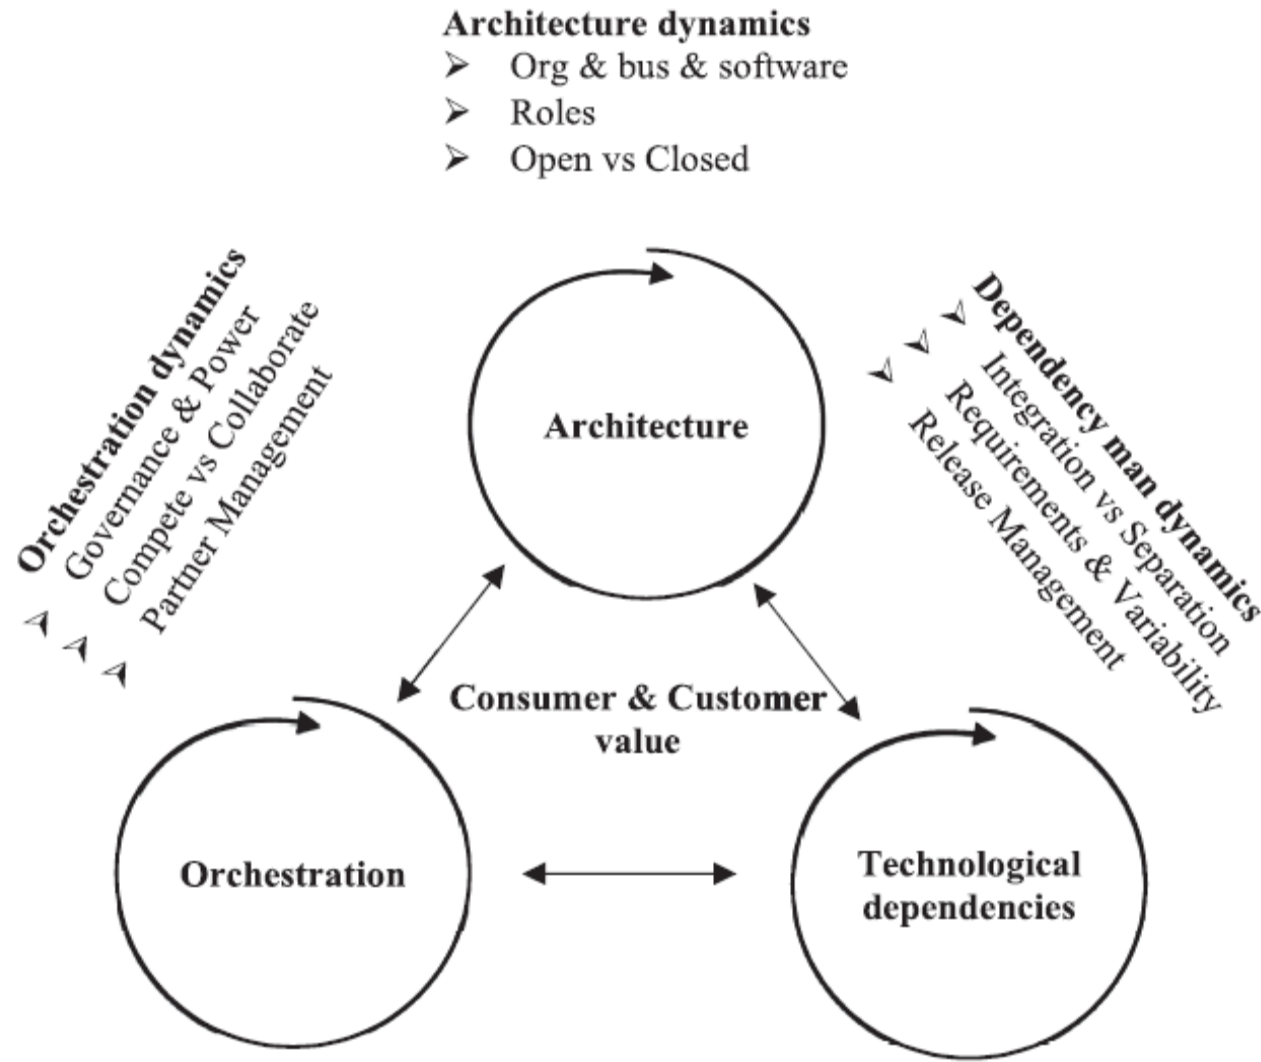 Architecture dynamics
Org & bus & software
Roles
Open vs Closed
Orchestration dynamics
Governance & Power
Compete vs Collaborate
Partner Management
Dependency man dynamics
Integration vs Separation
Requirements & Variability
Release Management
Architecture
Consumer & Customer
value
Orchestration
Technological
dependencies